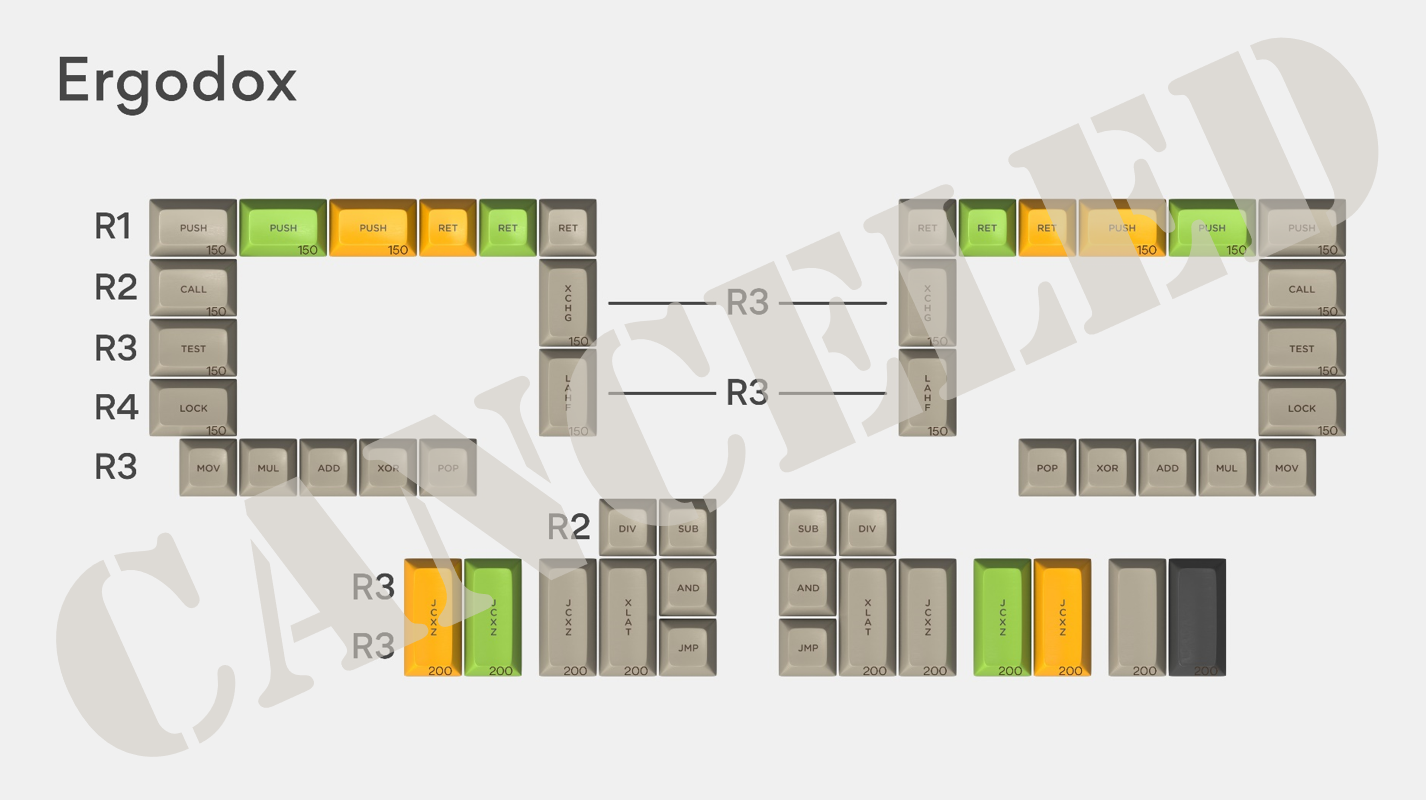 Ergodox
CANCELED
R1 PUSH 150 PUSH 150 PUSH 150 RET RET RET RET RET RET PUSH 150 PUSH 150 PUSH 150
R2 CALL 150 XCHG 150 R3 XCHG 150 CALL 150
R3 TEST 150 TEST 150
R4 LOCK 150 LAHF 150 R3 LAHF 150 LOCK 150
R3 MOV MUL ADD XOR POP POP XOR ADD MUL MOV
R2 DIV SUB SUB DIV
R3 JCXZ 200 JCXZ 200 JCXZ 200 XLAT 200 AND AND XLAT 200 JCXZ 200 JCXZ 200 JCXZ 200 200 200
R3 JMP JMP